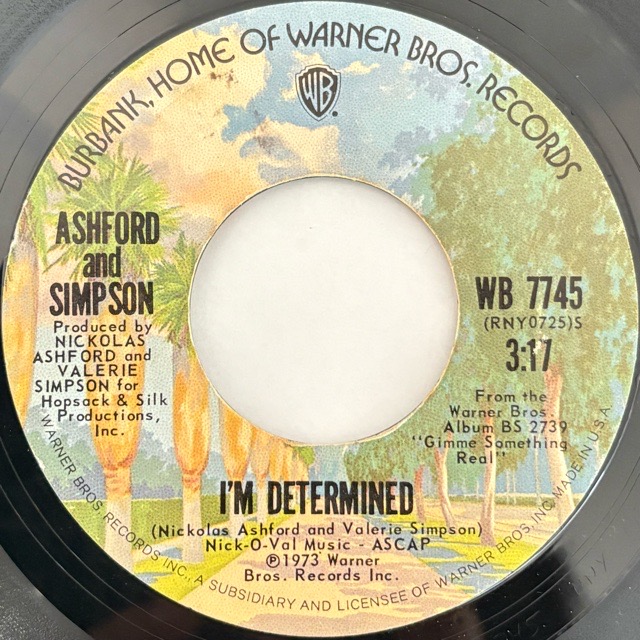 BURBANK, HOME OF WARNER BROS. RECORDS
WB
ASHFORD
and
SIMPSON
Produced by
NICKOLAS
ASHFORD and
VALERIE
SIMPSON for
Hopsack & Silk
Productions,
Inc.
WB 7745
(RNY0725)S
3:17
From the
Warner Bros.
Album BS 2739
"Gimme Something
Real"
I'M DETERMINED
(Nickolas Ashford and Valerie Simpson)
Nick-O-Val Music - ASCAP
℗1973 Warner
Bros. Records Inc.
WARNER BROS. RECORDS INC., A SUBSIDIARY AND LICENSEE OF WARNER BROS. INC. MADE IN U.S.A.